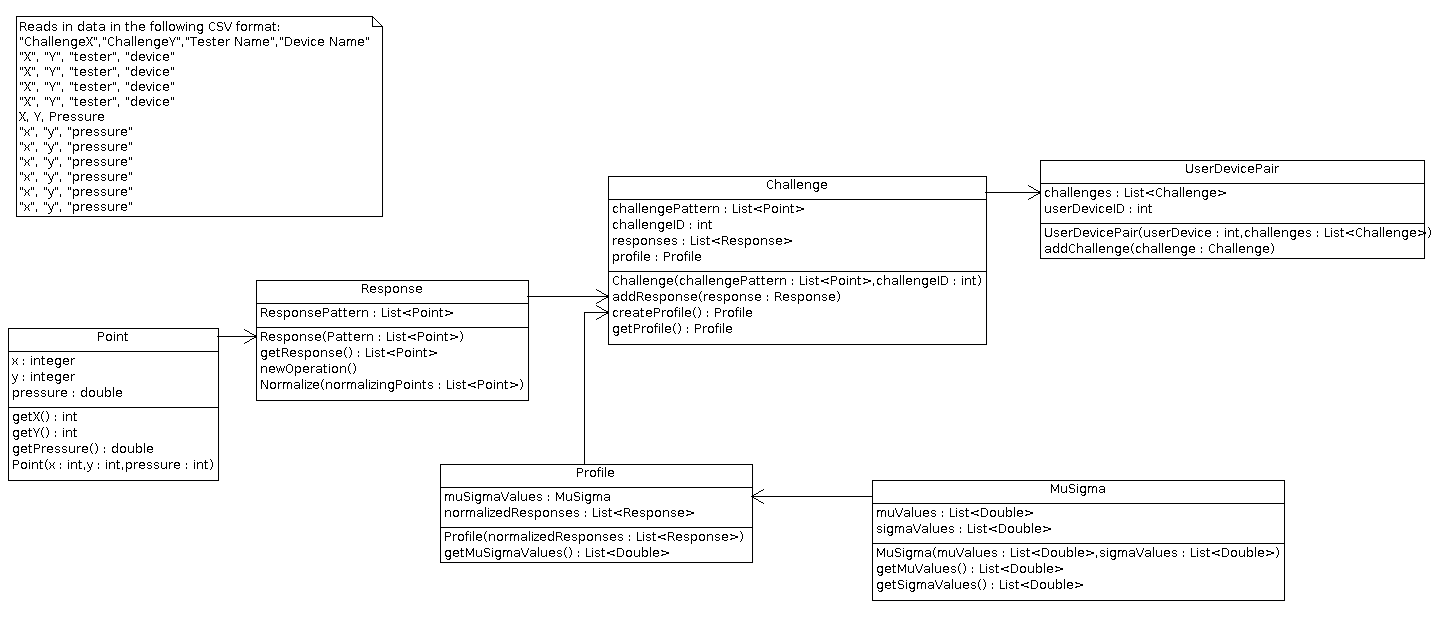 Reads in data in the following CSV format:
"ChallengeX","ChallengeY","Tester Name","Device Name"
"X", "Y", "tester", "device"
"X", "Y", "tester", "device"
"X", "Y", "tester", "device"
"X", "Y", "tester", "device"
X, Y, Pressure
"x", "y", "pressure"
"x", "y", "pressure"
"x", "y", "pressure"
"x", "y", "pressure"
"x", "y", "pressure"
"x", "y", "pressure"
UserDevicePair
challenges : List<Challenge>
userDeviceID : int
UserDevicePair(userDevice : int,challenges : List<Challenge>)
addChallenge(challenge : Challenge)
Challenge
challengePattern : List<Point>
challengeID : int
responses : List<Response>
profile : Profile
Challenge(challengePattern : List<Point>,challengeID : int)
addResponse(response : Response)
createProfile() : Profile
getProfile() : Profile
Response
ResponsePattern : List<Point>
Response(Pattern : List<Point>)
getResponse() : List<Point>
newOperation()
Normalize(normalizingPoints : List<Point>)
Point
x : integer
y : integer
pressure : double
getX() : int
getY() : int
getPressure() : double
Point(x : int,y : int,pressure : int)
Profile
muSigmaValues : MuSigma
normalizedResponses : List<Response>
Profile(normalizedResponses : List<Response>)
getMuSigmaValues() : List<Double>
MuSigma
muValues : List<Double>
sigmaValues : List<Double>
MuSigma(muValues : List<Double>,sigmaValues : List<Double>)
getMuValues() : List<Double>
getSigmaValues() : List<Double>